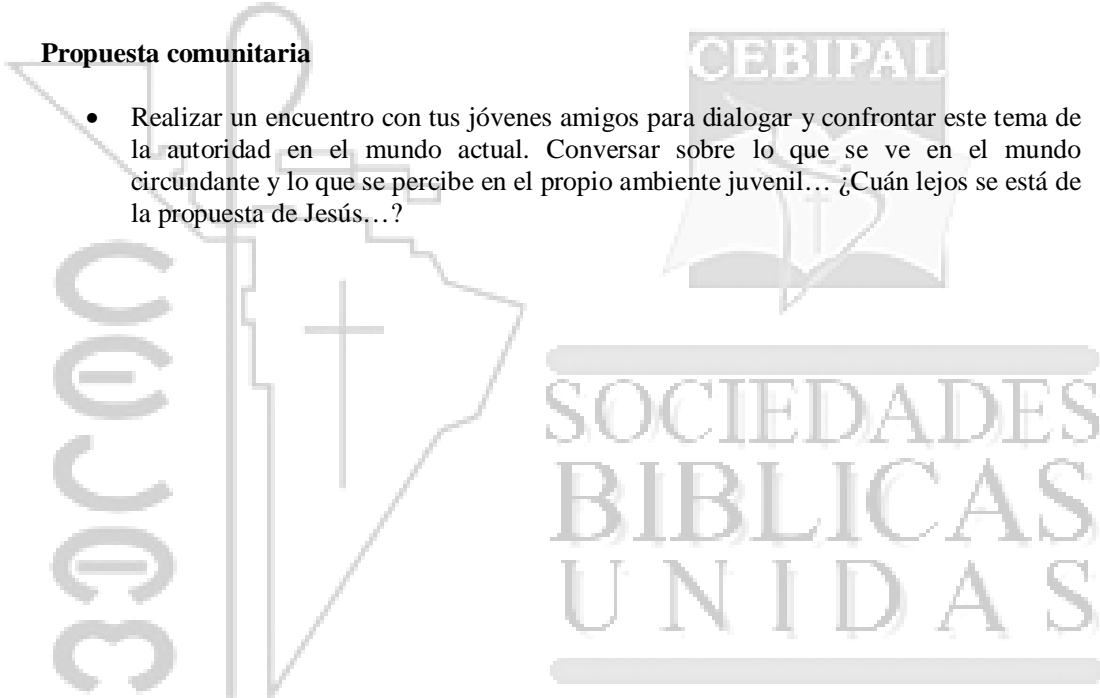 Propuesta comunitaria
CEBIPAL
• Realizar un encuentro con tus jóvenes amigos para dialogar y confrontar este tema de
la autoridad en el mundo actual. Conversar sobre lo que se ve en el mundo
circundante y lo que se percibe en el propio ambiente juvenil… ¿Cuán lejos se está de
la propuesta de Jesús…?
SOCIEDADES
BIBLICAS
UNIDAS